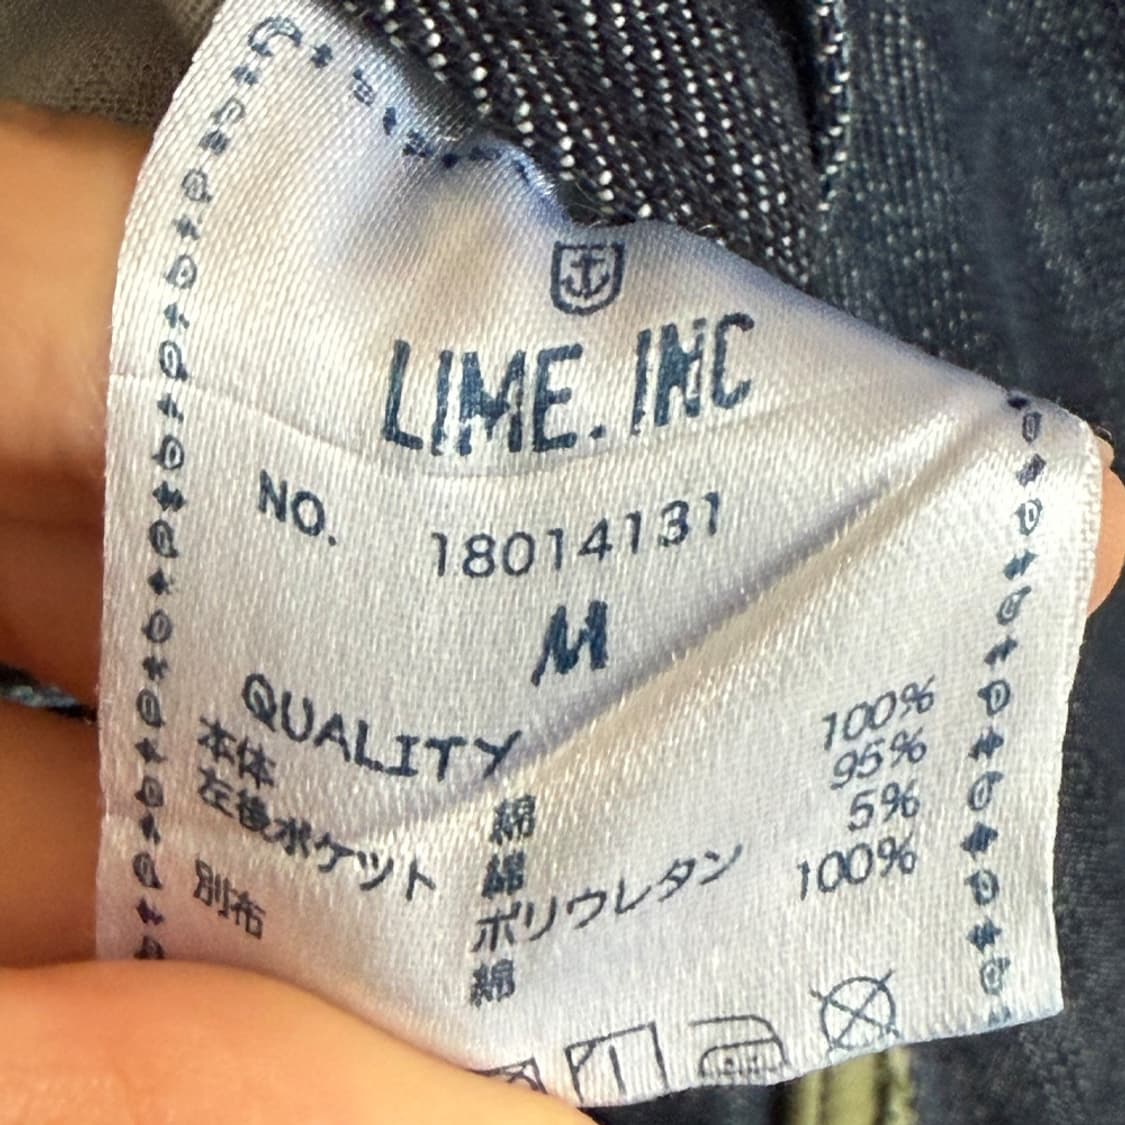 LIME.INC
NO. 18014131
M
QUALITY
本体 綿 100%
左後ポケット 綿 95%
ポリウレタン 5%
別布 綿 100%